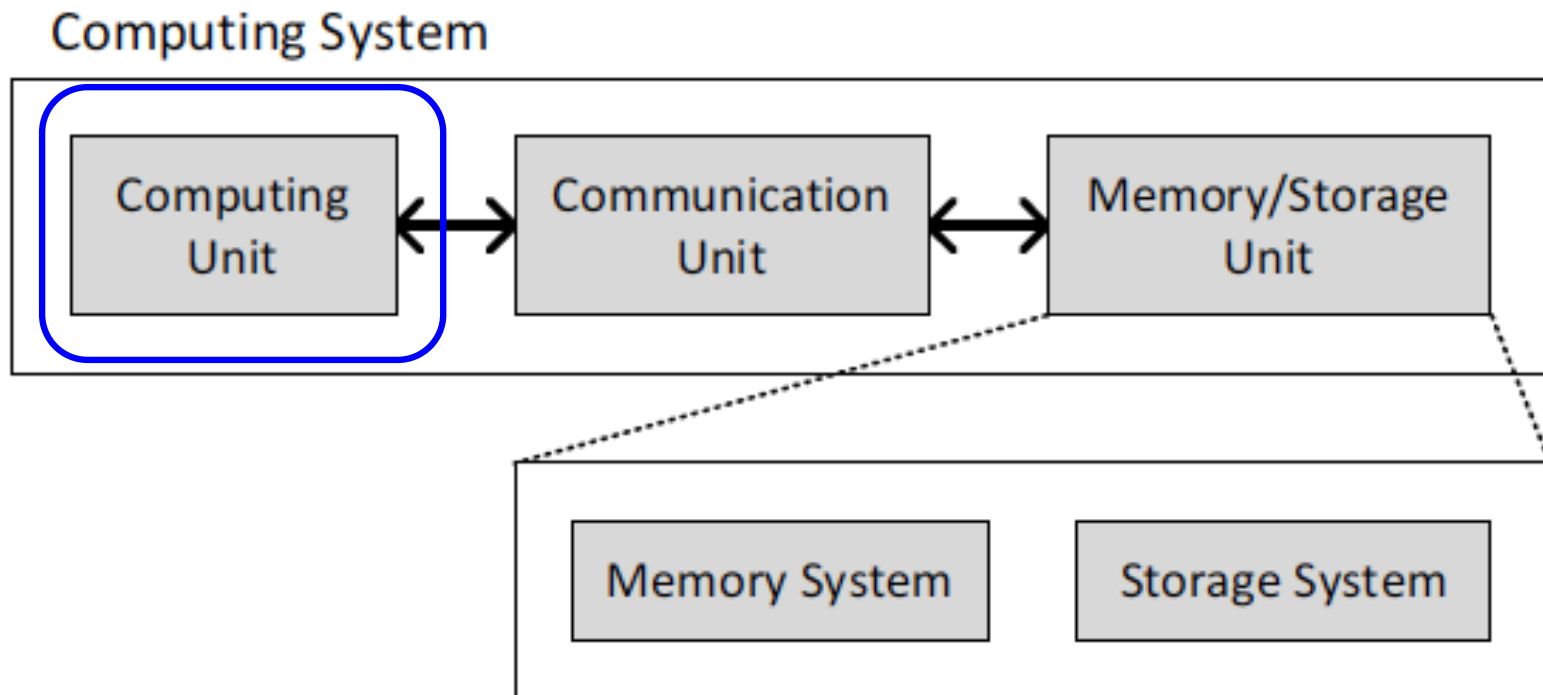 Computing System
Computing
Unit
Communication
Unit
Memory/Storage
Unit
Memory System
Storage System